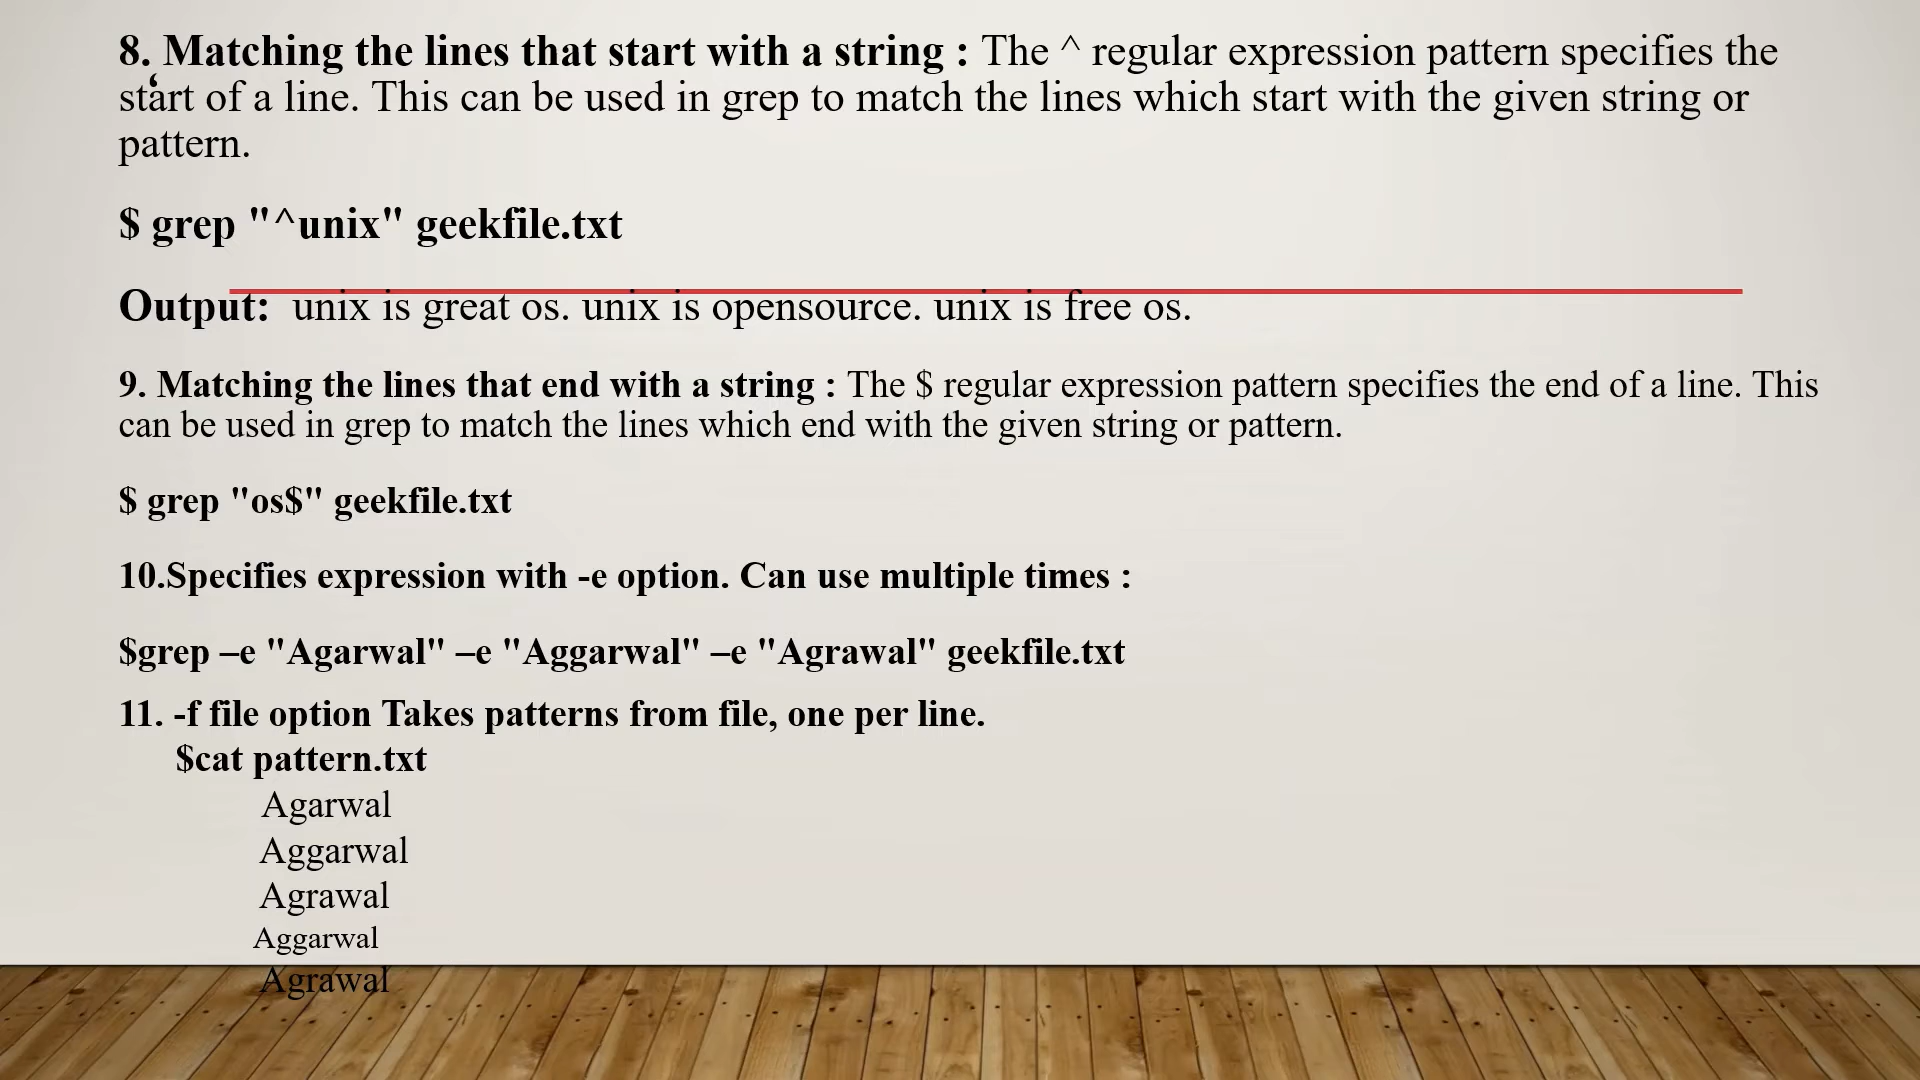 8. Matching the lines that start with a string : The ^ regular expression pattern specifies the
start of a line. This can be used in grep to match the lines which start with the given string or
pattern.
$ grep "^unix" geekfile.txt
Output: unix is great os. unix is opensource. unix is free os.
9. Matching the lines that end with a string : The $ regular expression pattern specifies the end of a line. This
can be used in grep to match the lines which end with the given string or pattern.
$ grep "os$" geekfile.txt
10.Specifies expression with -e option. Can use multiple times :
$grep –e "Agarwal" –e "Aggarwal" –e "Agrawal" geekfile.txt
11. -f file option Takes patterns from file, one per line.
$cat pattern.txt
Agarwal
Aggarwal
Agrawal
Aggarwal
Agrawal